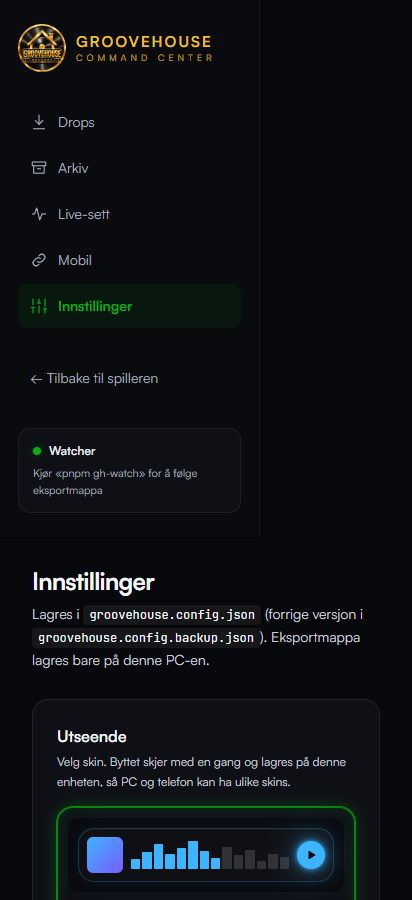 GROOVEHOUSE
GROOVEHOUSE
COMMAND CENTER
Drops
Arkiv
Live-sett
Mobil
Innstillinger
← Tilbake til spilleren
Watcher
Kjør «pnpm gh-watch» for å følge
eksportmappa
Innstillinger
Lagres i groovehouse.config.json (forrige versjon i
groovehouse.config.backup.json). Eksportmappa
lagres bare på denne PC-en.
Utseende
Velg skin. Byttet skjer med en gang og lagres på denne
enheten, så PC og telefon kan ha ulike skins.